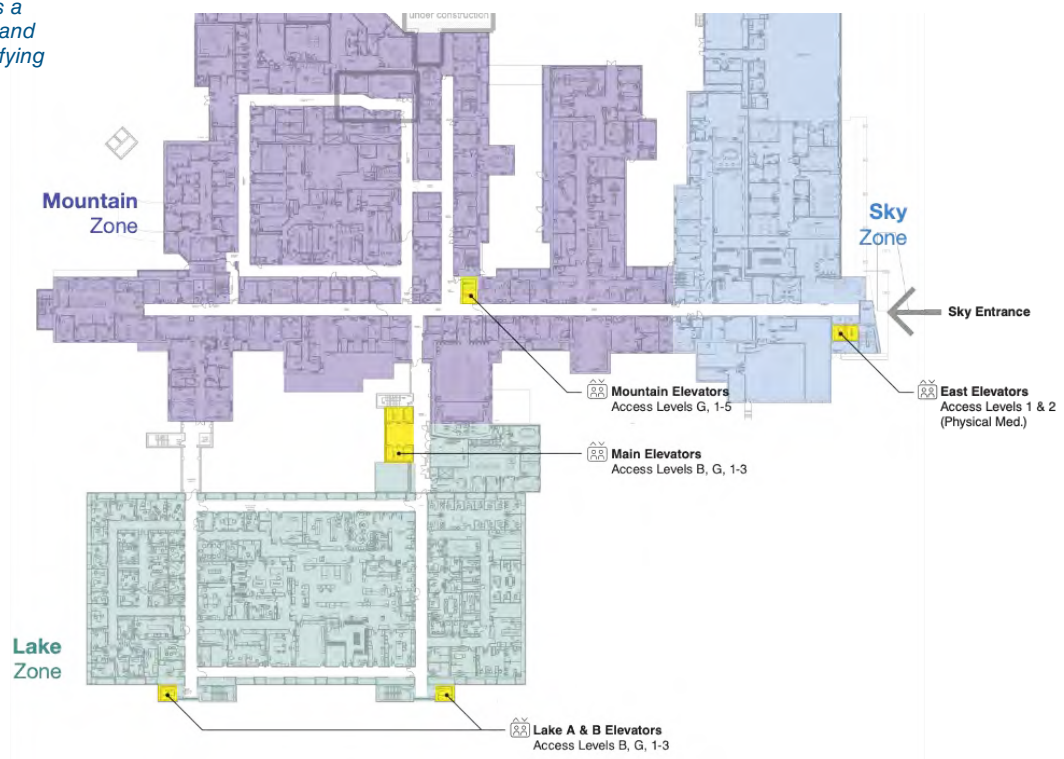 s a
and
fying
under construction
Mountain
Zone
Sky
Zone
Sky Entrance
Mountain Elevators
Access Levels G, 1-5
East Elevators
Access Levels 1 & 2
(Physical Med.)
Main Elevators
Access Levels B, G, 1-3
Lake
Zone
Lake A & B Elevators
Access Levels B, G, 1-3